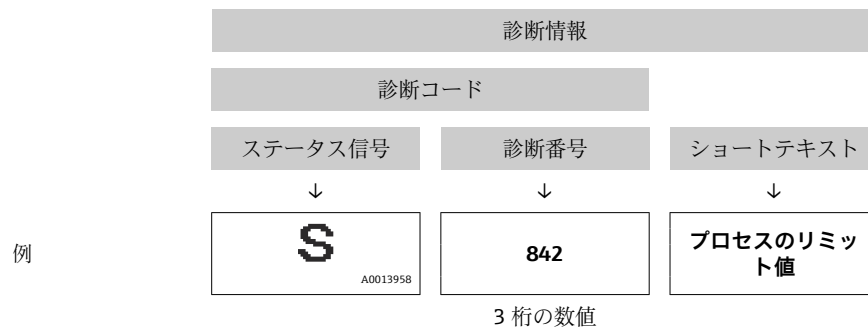 診断情報
診断コード
ステータス信号
診断番号
ショートテキスト
↓
↓
↓
例
S
A0013958
842
プロセスのリミッ
ト値
3 桁の数値